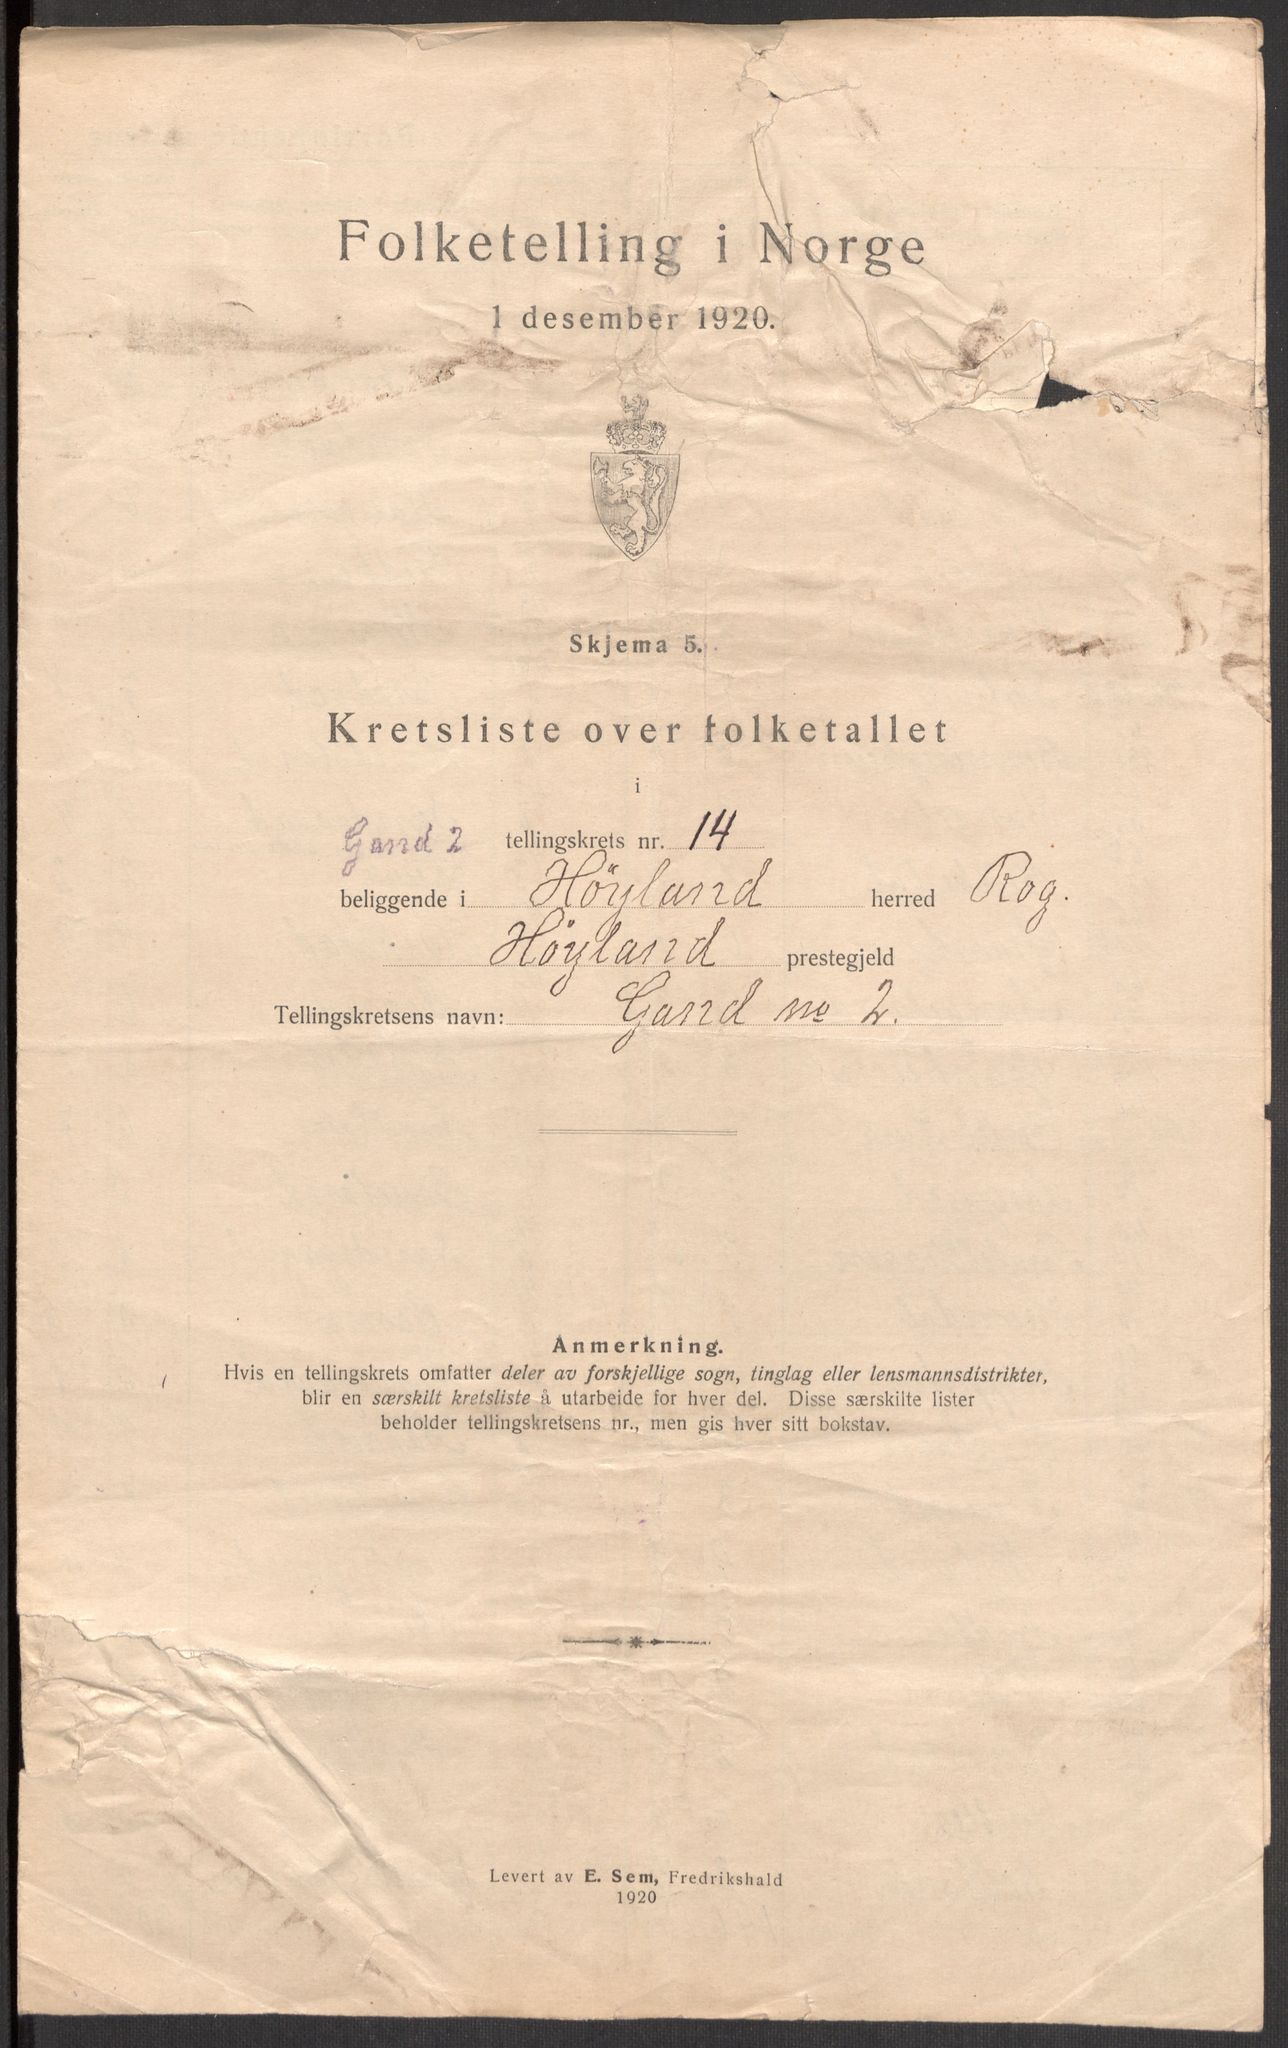 Folketelling i Norge
1 desember 1920.
Skjema 5.
Kretsliste over folketallet
i
Gand 2 tellingskrets nr. 14
beliggende i Höyland herred Rog.
Höyland prestegjeld
Tellingskretsens navn: Gand no 2.
Anmerkning.
Hvis en tellingskrets omfatter deler av forskjellige sogn, tinglag eller lensmannsdistrikter,
blir en særskilt kretsliste å utarbeide for hver del. Disse særskilte lister
beholder tellingskretsens nr., men gis hver sitt bokstav.
Levert av E. Sem, Fredrikshald
1920